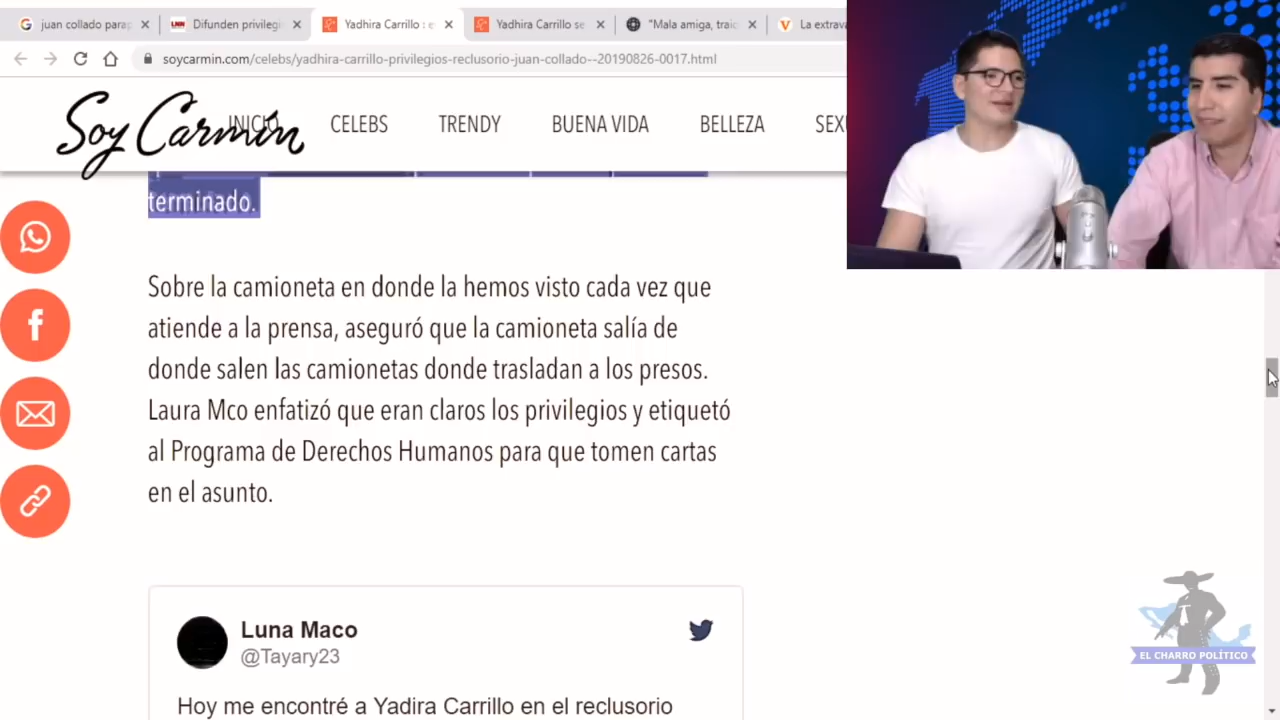 juan collado parap
Difunden privilegi
Yadhira Carrillo : e
Yadhira Carrillo se
"Mala amiga, traic
La extrava
soycarmin.com/celebs/yadhira-carrillo-privilegios-reclusorio-juan-collado--20190826-0017.html
Soy Carmín
INICIO CELEBS TRENDY BUENA VIDA BELLEZA SEX
terminado.
Sobre la camioneta en donde la hemos visto cada vez que
atiende a la prensa, aseguró que la camioneta salía de
donde salen las camionetas donde trasladan a los presos.
Laura Mco enfatizó que eran claros los privilegios y etiquetó
al Programa de Derechos Humanos para que tomen cartas
en el asunto.
Luna Maco
@Tayary23
Hoy me encontré a Yadira Carrillo en el reclusorio
EL CHARRO POLÍTICO